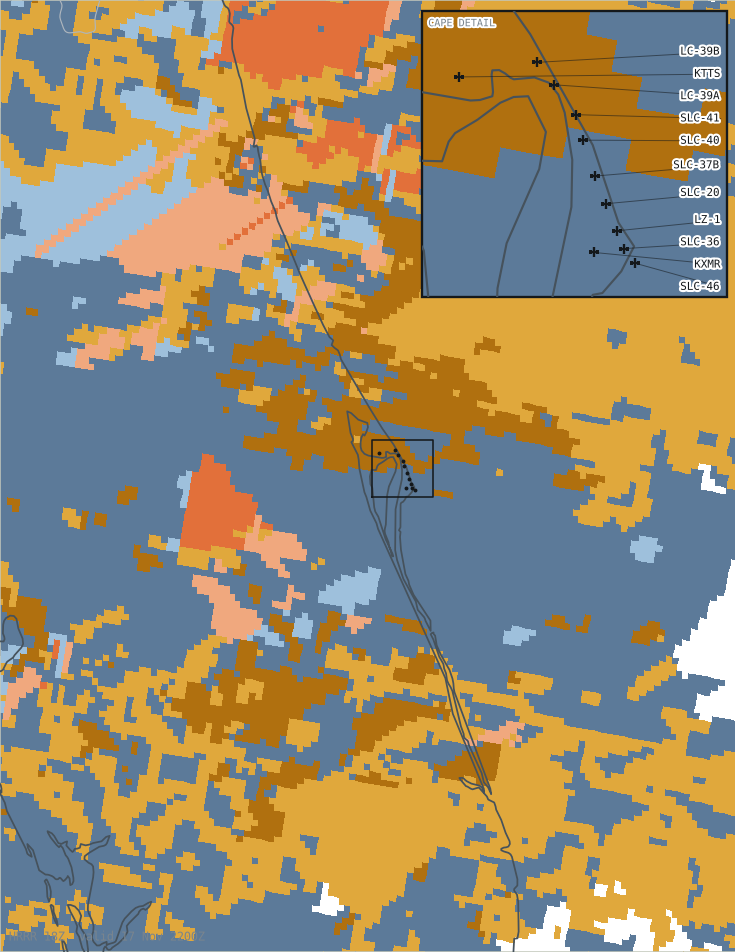 CAPE DETAIL
LC-39B
KTTS
LC-39A
SLC-41
SLC-40
SLC-37B
SLC-20
LZ-1
SLC-36
KXMR
SLC-46